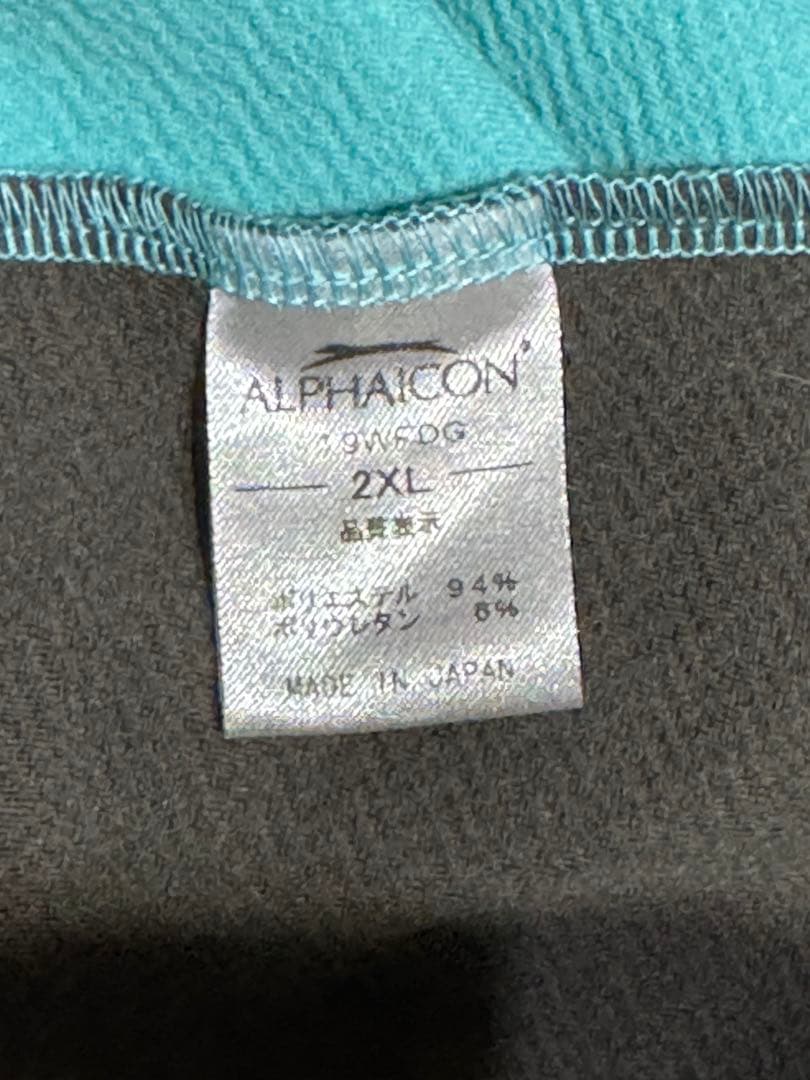 ALPHAICON
19WFDG
2XL
品質表示
ポリエステル 94%
ポリウレタン 6%
MADE IN JAPAN